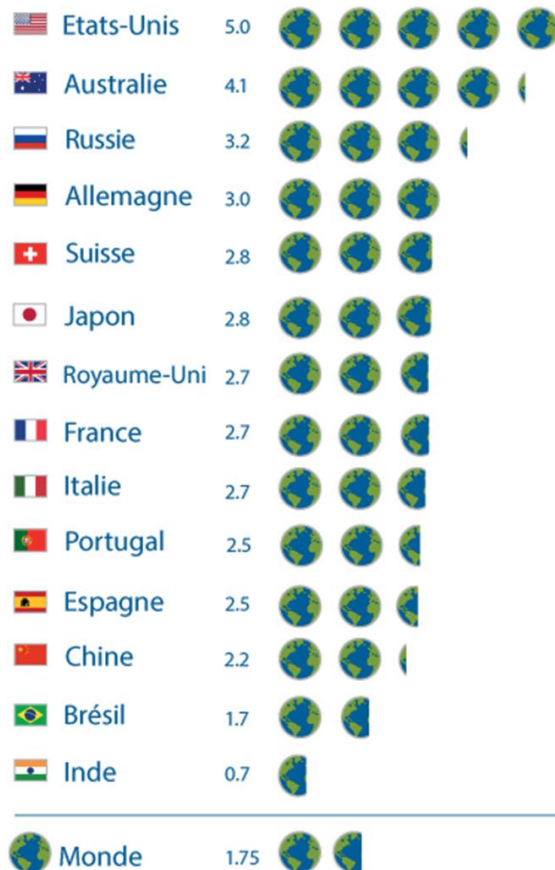 Etats-Unis 5.0
Australie 4.1
Russie 3.2
Allemagne 3.0
Suisse 2.8
Japon 2.8
Royaume-Uni 2.7
France 2.7
Italie 2.7
Portugal 2.5
Espagne 2.5
Chine 2.2
Brésil 1.7
Inde 0.7
Monde 1.75